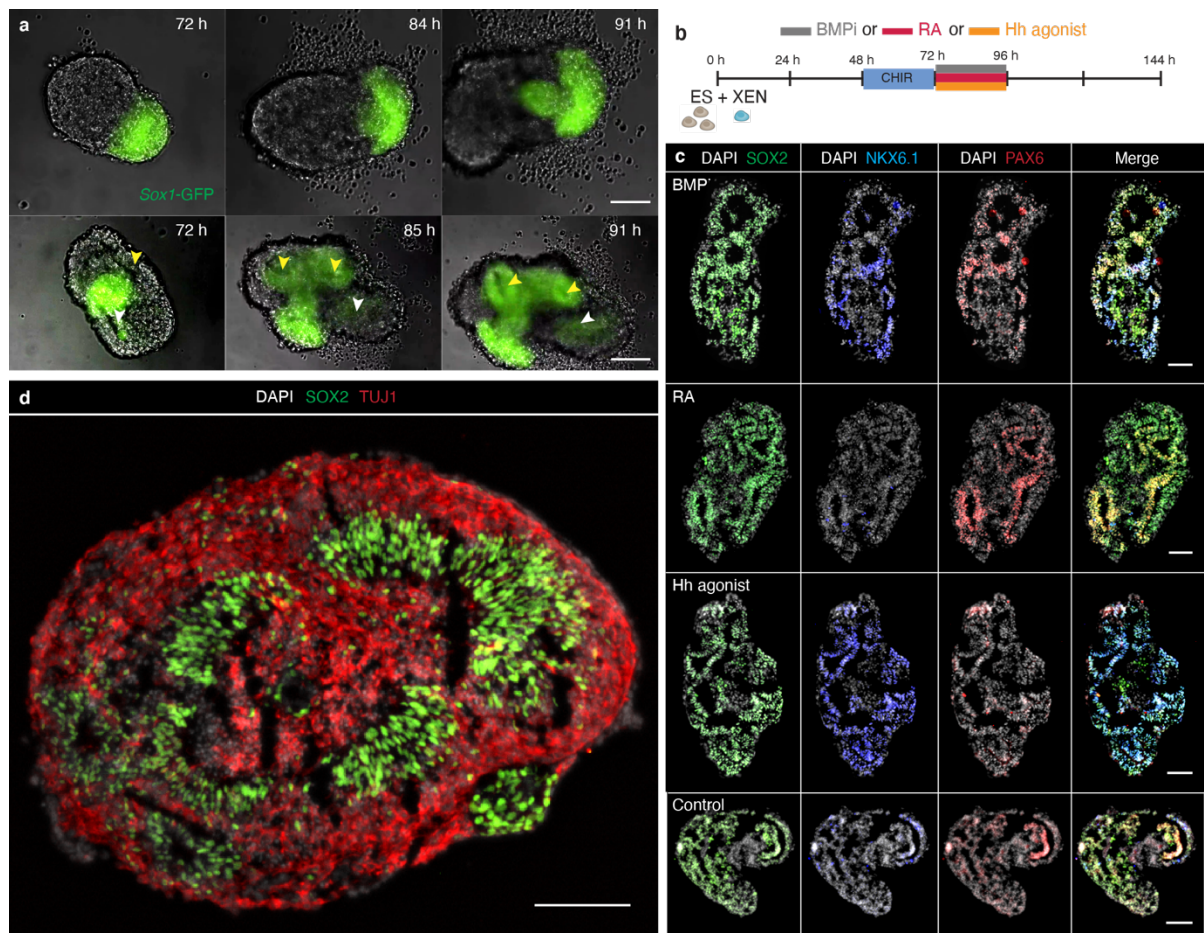 a
72 h
84 h
91 h
Sox1-GFP
72 h
85 h
91 h
b
BMPi or RA or Hh agonist
0 h 24 h 48 h 72 h 96 h 144 h
CHIR
ES + XEN
c
DAPI SOX2 DAPI NKX6.1 DAPI PAX6 Merge
BMPi
RA
Hh agonist
Control
d
DAPI SOX2 TUJ1